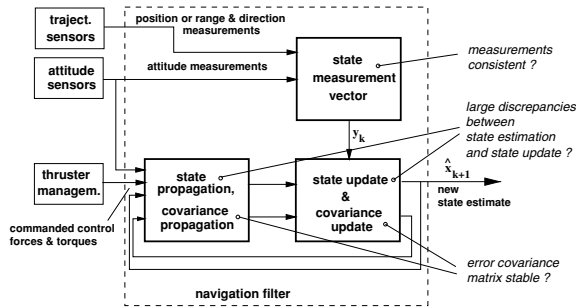 traject.
sensors
position or range & direction
measurements
attitude
sensors
attitude measurements
state
measurement
vector
measurements
consistent ?
large discrepancies
between
state estimation
and state update ?
y_k
thruster
managem.
state
propagation,
covariance
propagation
state update
&
covariance
update
x̂_{k+1}
new
state estimate
commanded control
forces & torques
error covariance
matrix stable ?
navigation filter